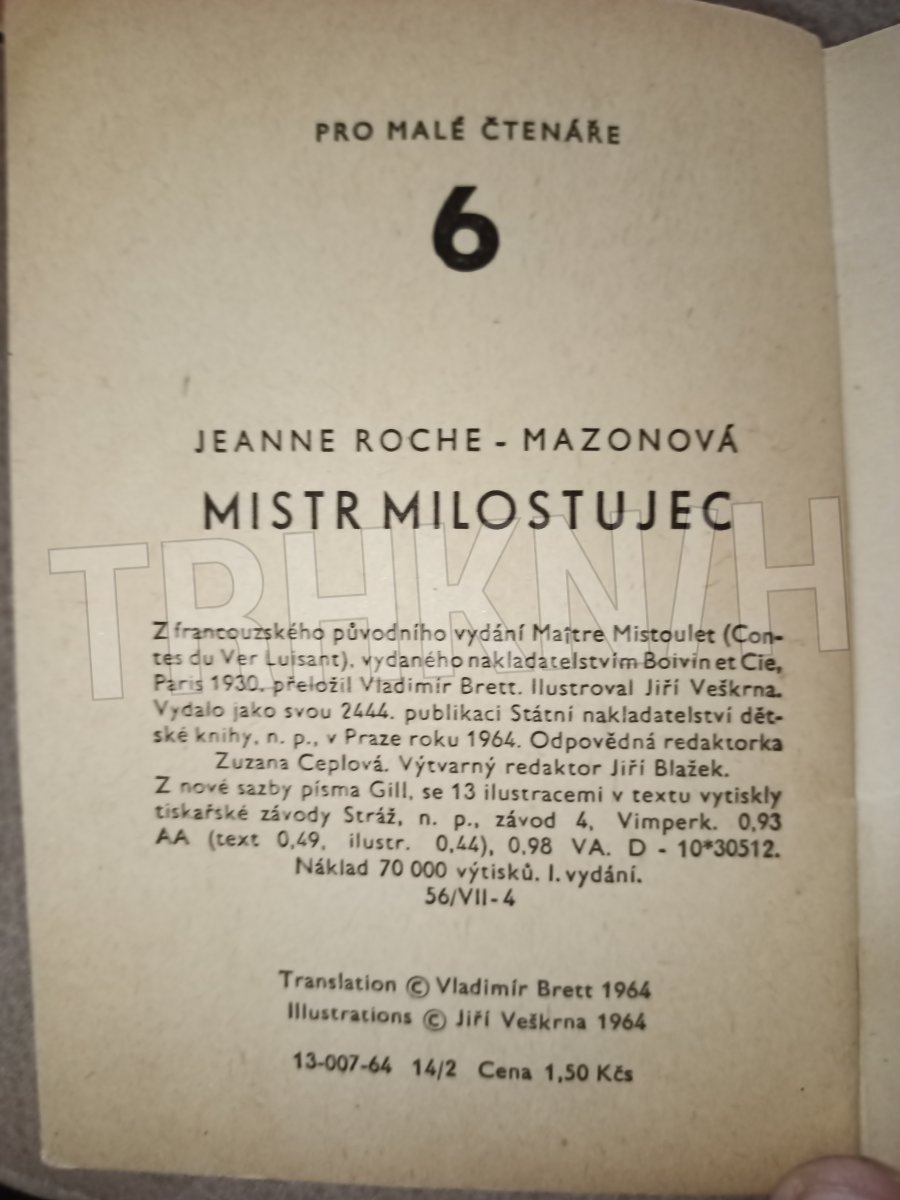 PRO MALÉ ČTENÁŘE
6
JEANNE ROCHE - MAZONOVÁ
MISTR MILOSTUJEC
TRHKNIH
Z francouzského původního vydání Maître Mistoulet (Con-
tes du Ver Luisant), vydaného nakladatelstvím Boivin et Cie,
Paris 1930, přeložil Vladimír Brett. Ilustroval Jiří Veškrna.
Vydalo jako svou 2444. publikaci Státní nakladatelství dět-
ské knihy, n. p., v Praze roku 1964. Odpovědná redaktorka
Zuzana Ceplová. Výtvarný redaktor Jiří Blažek.
Z nové sazby písma Gill, se 13 ilustracemi v textu vytiskly
tiskařské závody Stráž, n. p., závod 4, Vimperk. 0,93
AA (text 0,49, ilustr. 0,44), 0,98 VA. D - 10*30512.
Náklad 70 000 výtisků. I. vydání.
56/VII-4
Translation © Vladimír Brett 1964
Illustrations © Jiří Veškrna 1964
13-007-64 14/2 Cena 1,50 Kčs